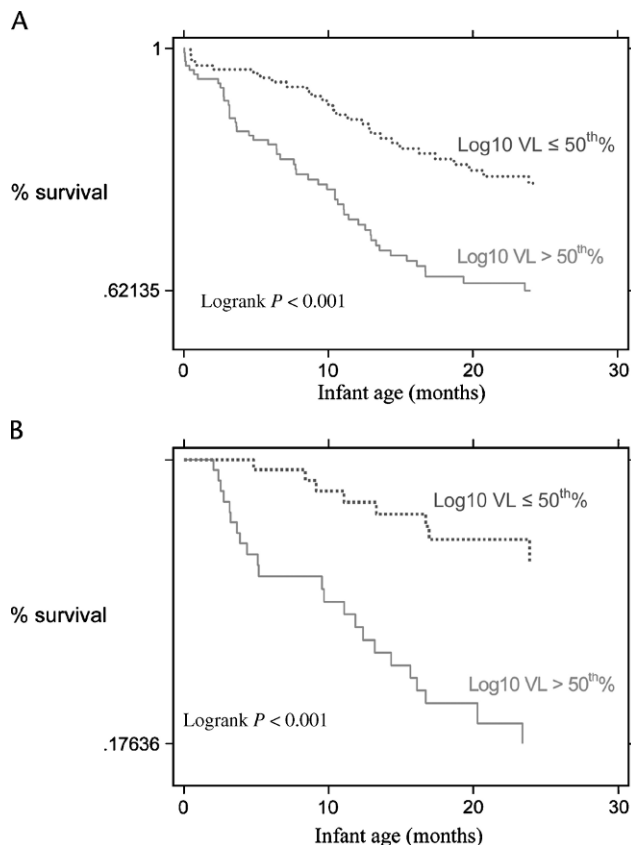 A
1
Log10 VL ≤ 50th%
% survival
Log10 VL > 50th%
.62135
Logrank P < 0.001
0 10 20 30
Infant age (months)
B
Log10 VL ≤ 50th%
% survival
Log10 VL > 50th%
Logrank P < 0.001
.17636
0 10 20 30
Infant age (months)